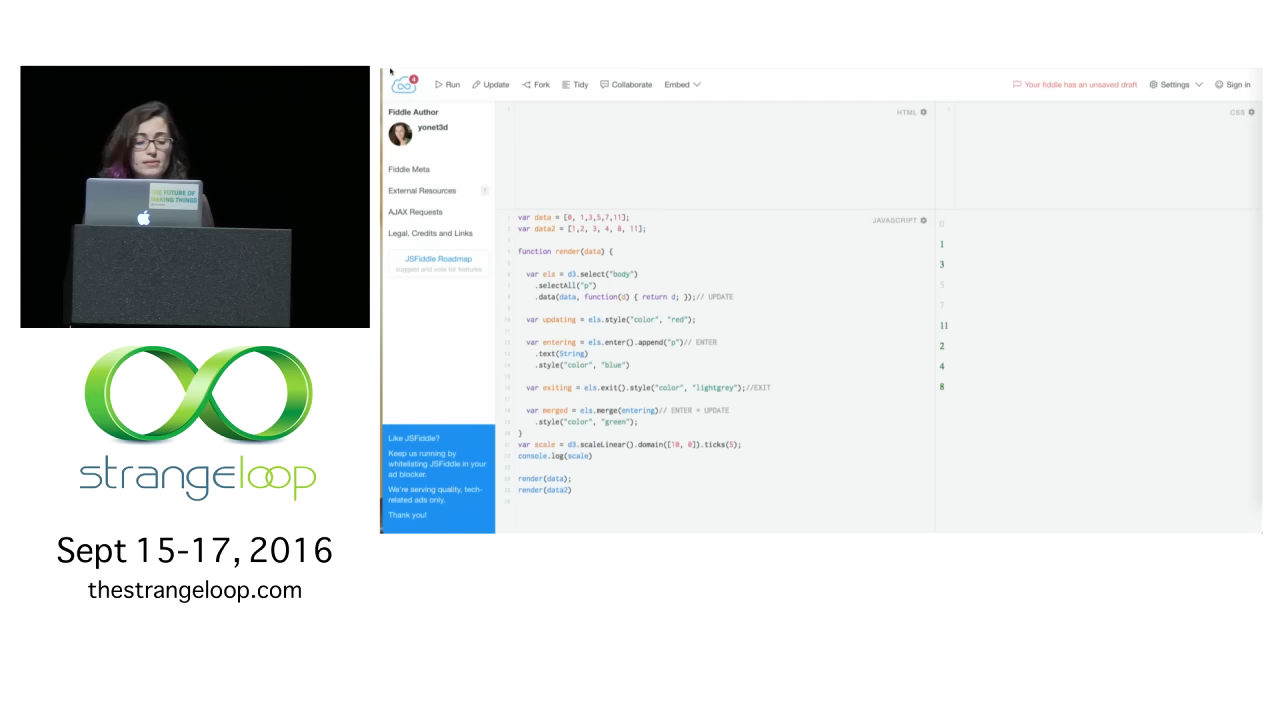 THE FUTURE OF
MAKING THINGS
strangeloop
Sept 15-17, 2016
thestrangeloop.com
4
Run
Update
Fork
Tidy
Collaborate
Embed
Your fiddle has an unsaved draft
Settings
Sign in
Fiddle Author
yonet3d
Fiddle Meta
External Resources
1
AJAX Requests
Legal, Credits and Links
JSFiddle Roadmap
suggest and vote for features
Like JSFiddle?
Keep us running by
whitelisting JSFiddle in your
ad blocker.
We're serving quality, tech-
related ads only.
Thank you!
HTML
CSS
JAVASCRIPT
var data = [0, 1,3,5,7,11];
var data2 = [1,2, 3, 4, 8, 11];
function render(data) {
var els = d3.select("body")
.selectAll("p")
.data(data, function(d) { return d; });// UPDATE
var updating = els.style("color", "red");
var entering = els.enter().append("p")// ENTER
.text(String)
.style("color", "blue")
var exiting = els.exit().style("color", "lightgrey");//EXIT
var merged = els.merge(entering)// ENTER + UPDATE
.style("color", "green");
}
var scale = d3.scaleLinear().domain([10, 0]).ticks(5);
console.log(scale)
render(data);
render(data2)
0
1
3
5
7
11
2
4
8